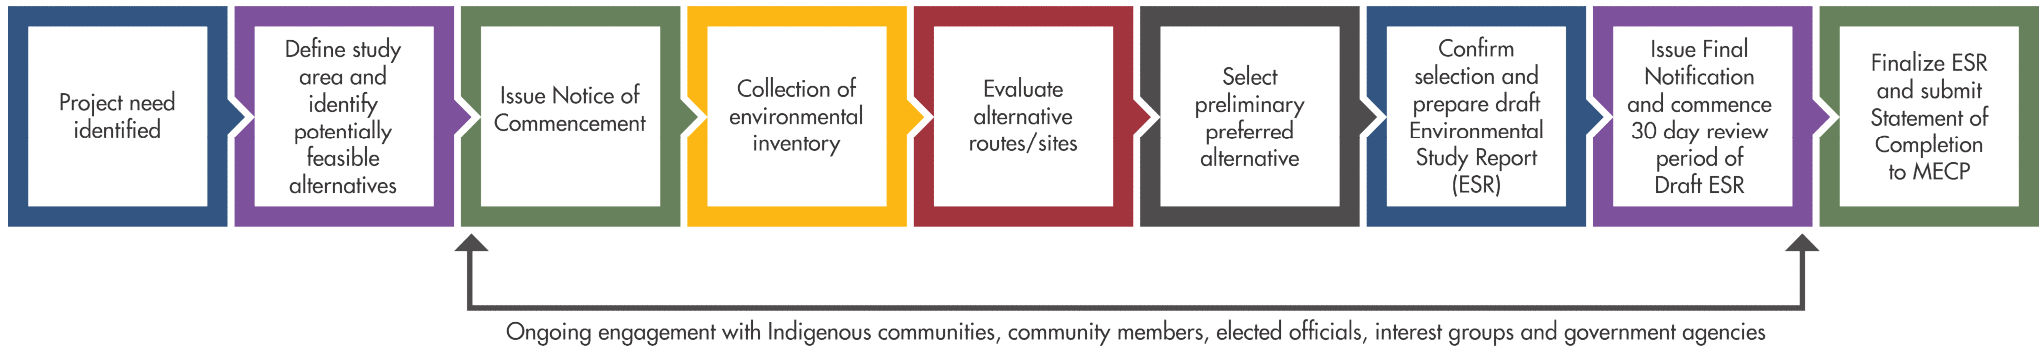 Project need
identified
Define study
area and
identify
potentially
feasible
alternatives
Issue Notice of
Commencement
Collection of
environmental
inventory
Evaluate
alternative
routes/sites
Select
preliminary
preferred
alternative
Confirm
selection and
prepare draft
Environmental
Study Report
(ESR)
Issue Final
Notification
and commence
30 day review
period of
Draft ESR
Finalize ESR
and submit
Statement of
Completion
to MECP
Ongoing engagement with Indigenous communities, community members, elected officials, interest groups and government agencies